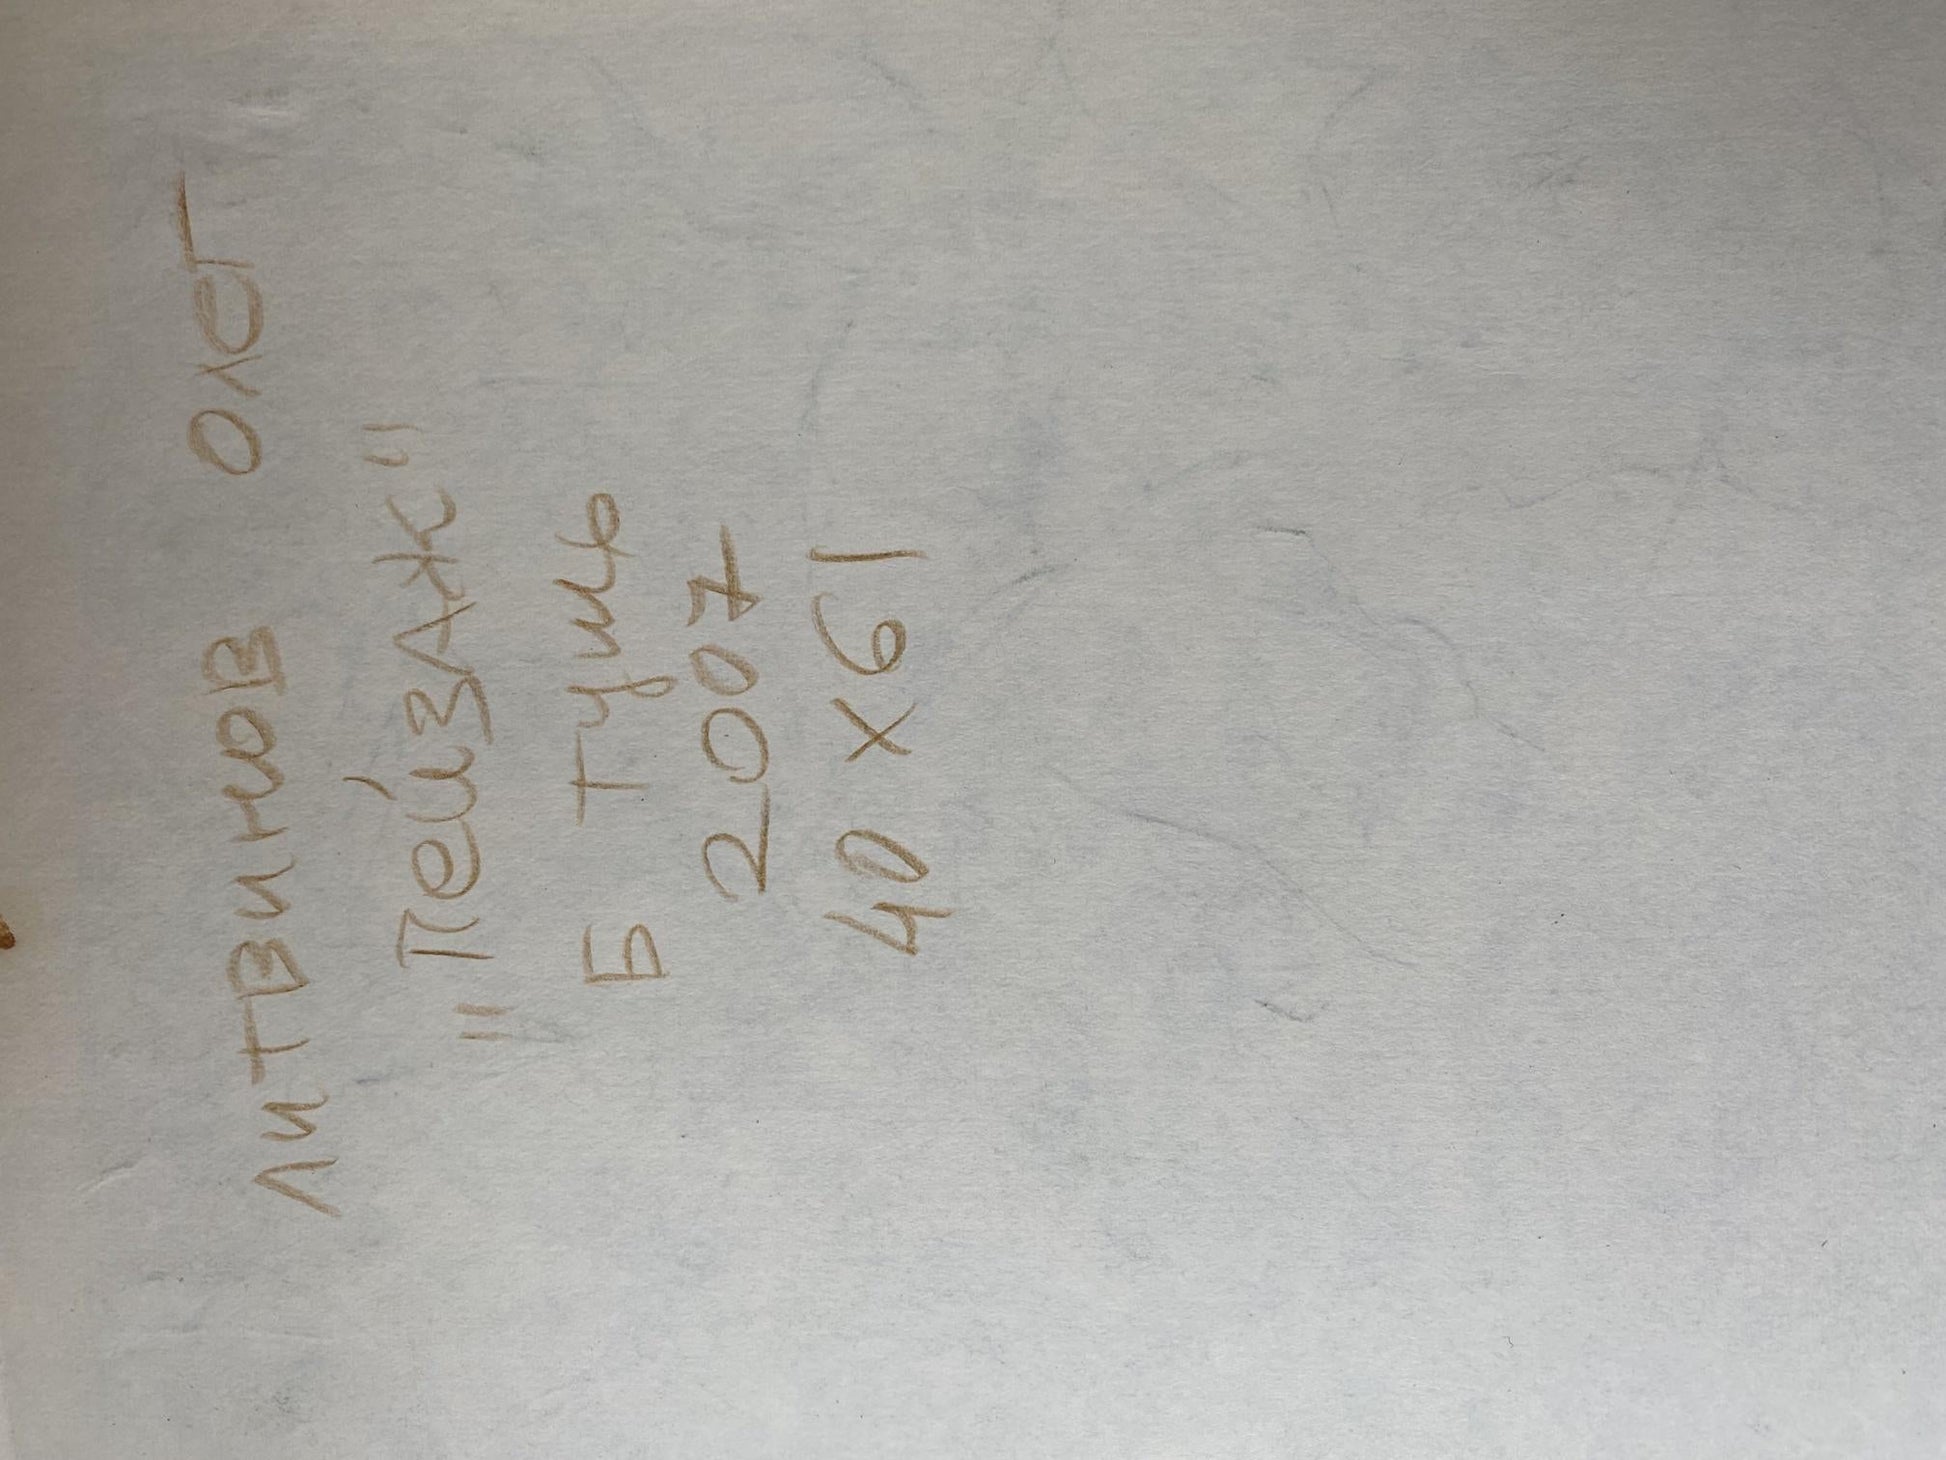 Литвинов Олег
"Пейзаж"
Б Тушь
2007
40 x 61